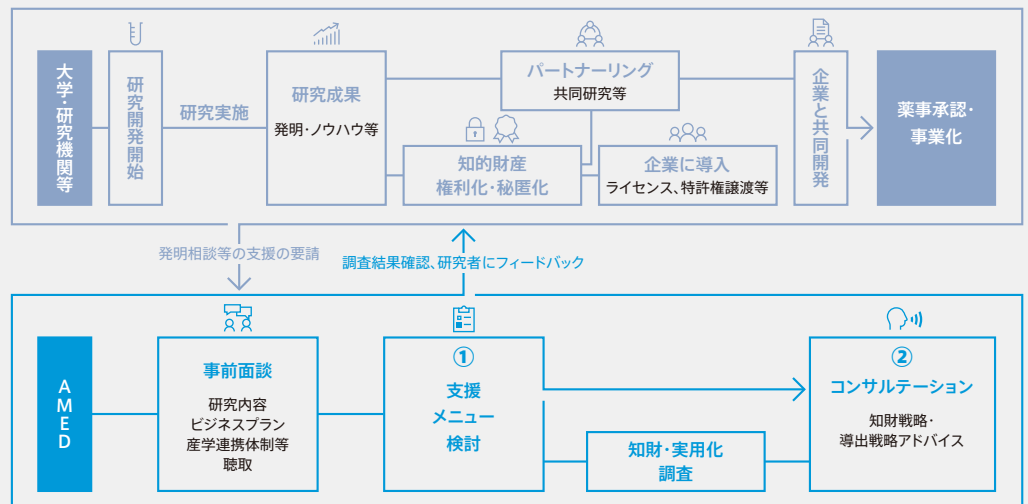 大学・研究機関等
研究開発開始
研究実施
研究成果
発明・ノウハウ等
パートナーリング
共同研究等
知的財産
権利化・秘匿化
企業に導入
ライセンス、特許権譲渡等
企業と共同開発
薬事承認・
事業化
発明相談等の支援の要請
調査結果確認、研究者にフィードバック
AMED
事前面談
研究内容
ビジネスプラン
産学連携体制等
聴取
①
支援
メニュー
検討
知財・実用化
調査
②
コンサルテーション
知財戦略・
導出戦略アドバイス